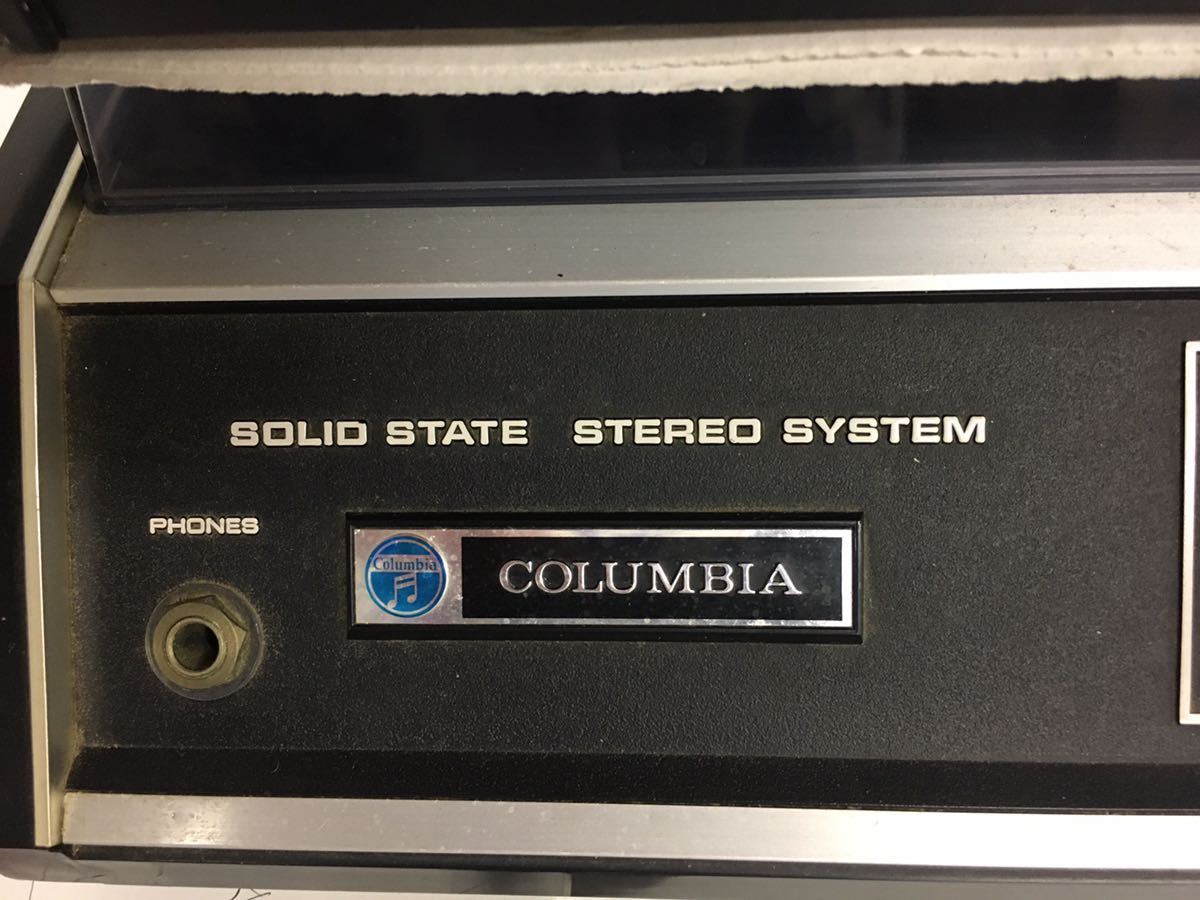 SOLID STATE STEREO SYSTEM
PHONES
Columbia
COLUMBIA